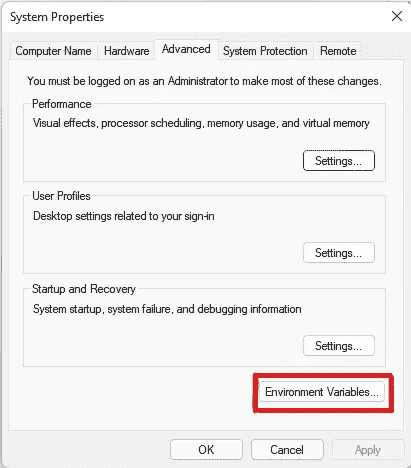 System Properties
Computer Name Hardware Advanced System Protection Remote
You must be logged on as an Administrator to make most of these changes.
Performance
Visual effects, processor scheduling, memory usage, and virtual memory
Settings...
User Profiles
Desktop settings related to your sign-in
Settings...
Startup and Recovery
System startup, system failure, and debugging information
Settings...
Environment Variables...
OK Cancel Apply